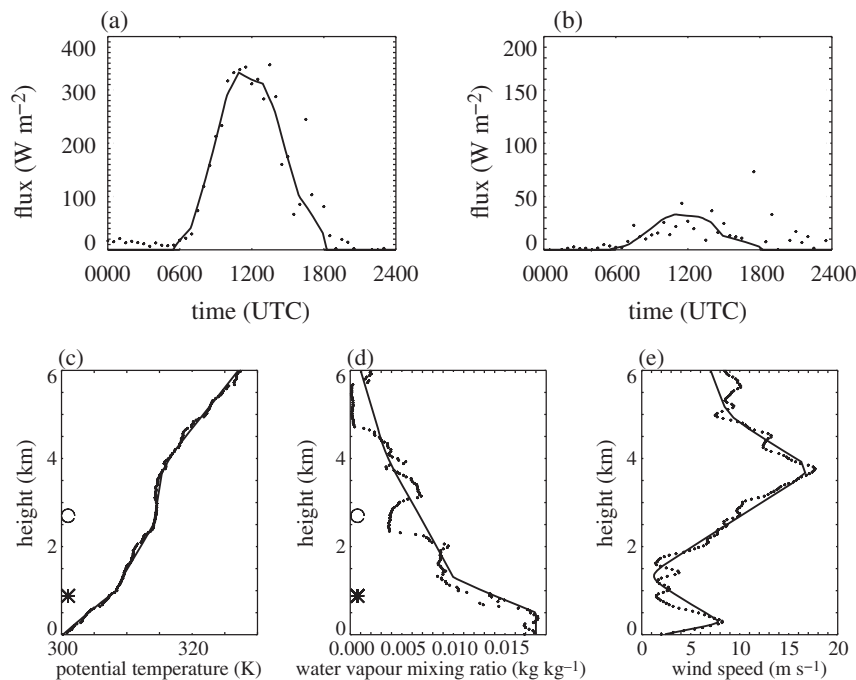 (a)
400
300
200
100
0
flux (W m−2)
0000 0600 1200 1800 2400
time (UTC)
(b)
200
150
100
50
0
flux (W m−2)
0000 0600 1200 1800 2400
time (UTC)
(c)
6
4
2
0
height (km)
300 320
potential temperature (K)
(d)
6
4
2
0
height (km)
0.000 0.005 0.010 0.015
water vapour mixing ratio (kg kg−1)
(e)
6
4
2
0
height (km)
0 5 10 15 20
wind speed (m s−1)